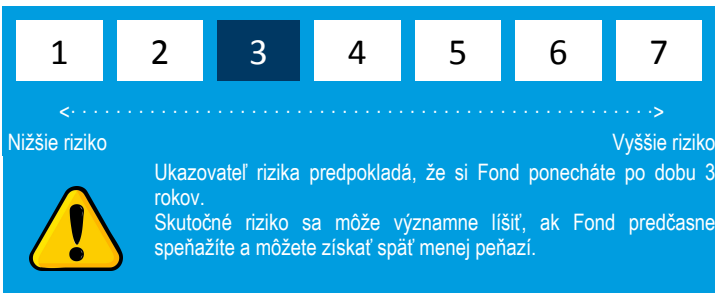 1 2 3 4 5 6 7
<· · · · · · · · · · · · · · · · · · · · · · · · · · · · · · · · · · · · · · · · · · · · · · · · · · · ·>
Nižšie riziko Vyššie riziko
Ukazovateľ rizika predpokladá, že si Fond ponecháte po dobu 3
rokov.
Skutočné riziko sa môže významne líšiť, ak Fond predčasne
speňažíte a môžete získať späť menej peňazí.